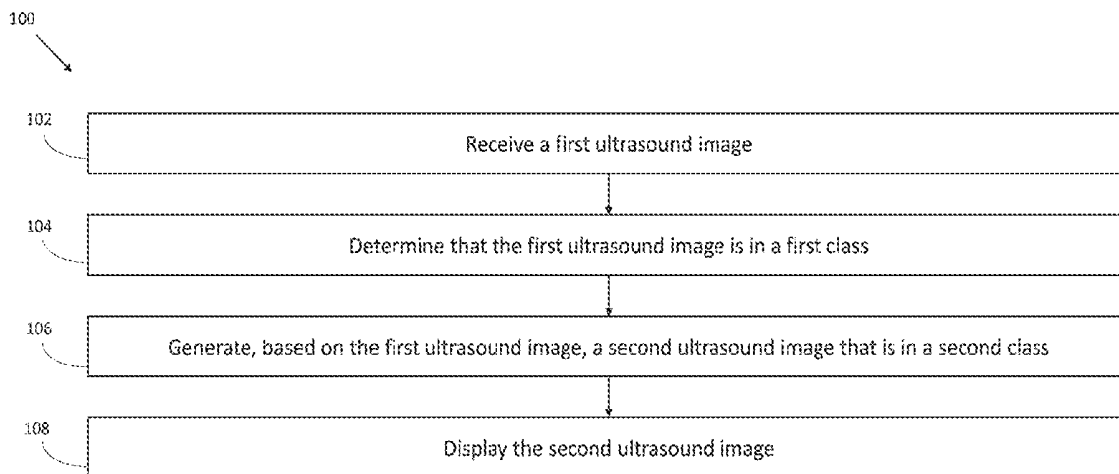 100
102
Receive a first ultrasound image
104
Determine that the first ultrasound image is in a first class
106
Generate, based on the first ultrasound image, a second ultrasound image that is in a second class
108
Display the second ultrasound image